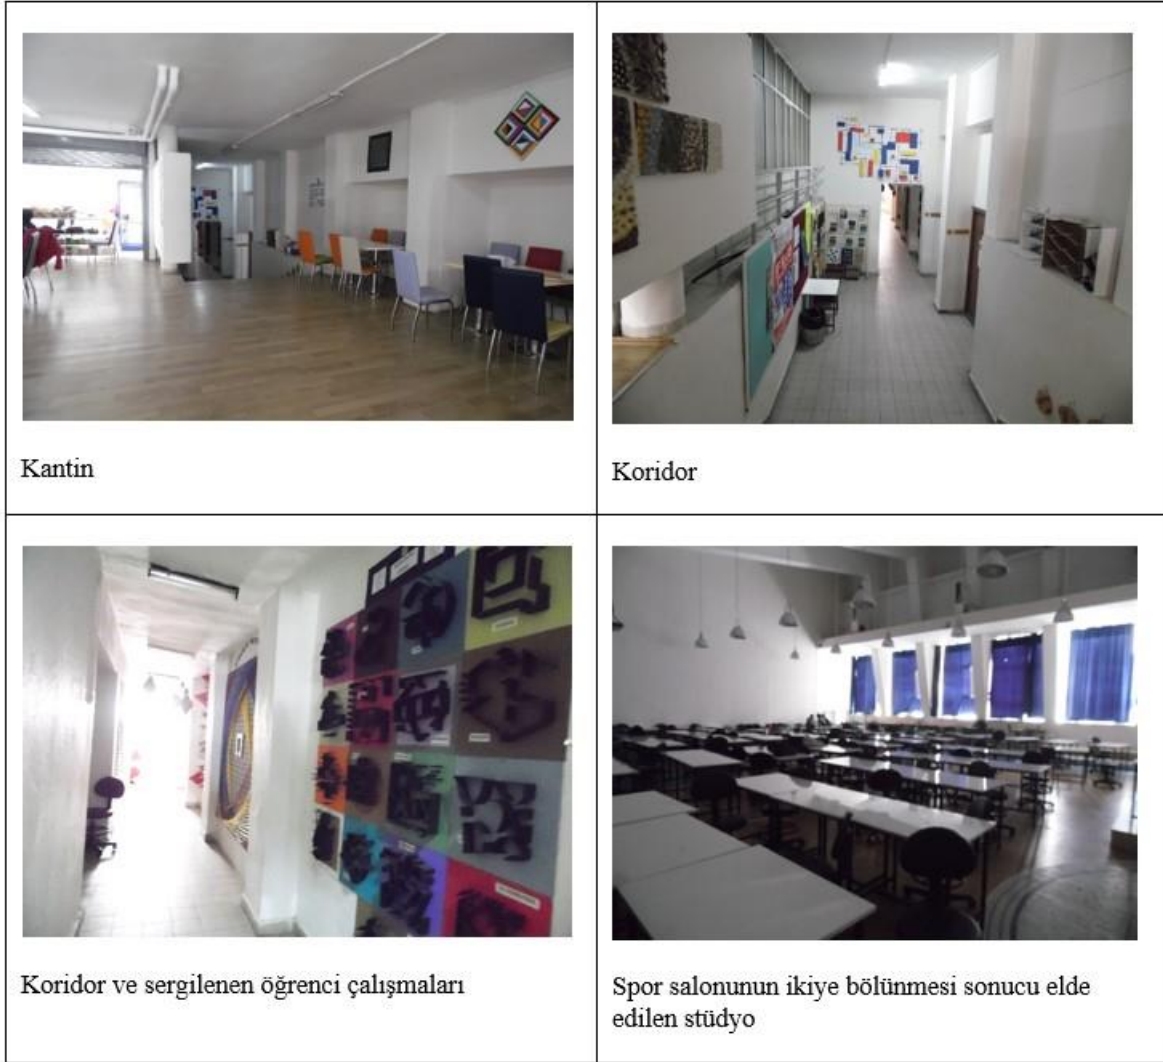 Kantin
Koridor
Koridor ve sergilenen öğrenci çalışmaları
Spor salonunun ikiye bölünmesi sonucu elde
edilen stüdyo